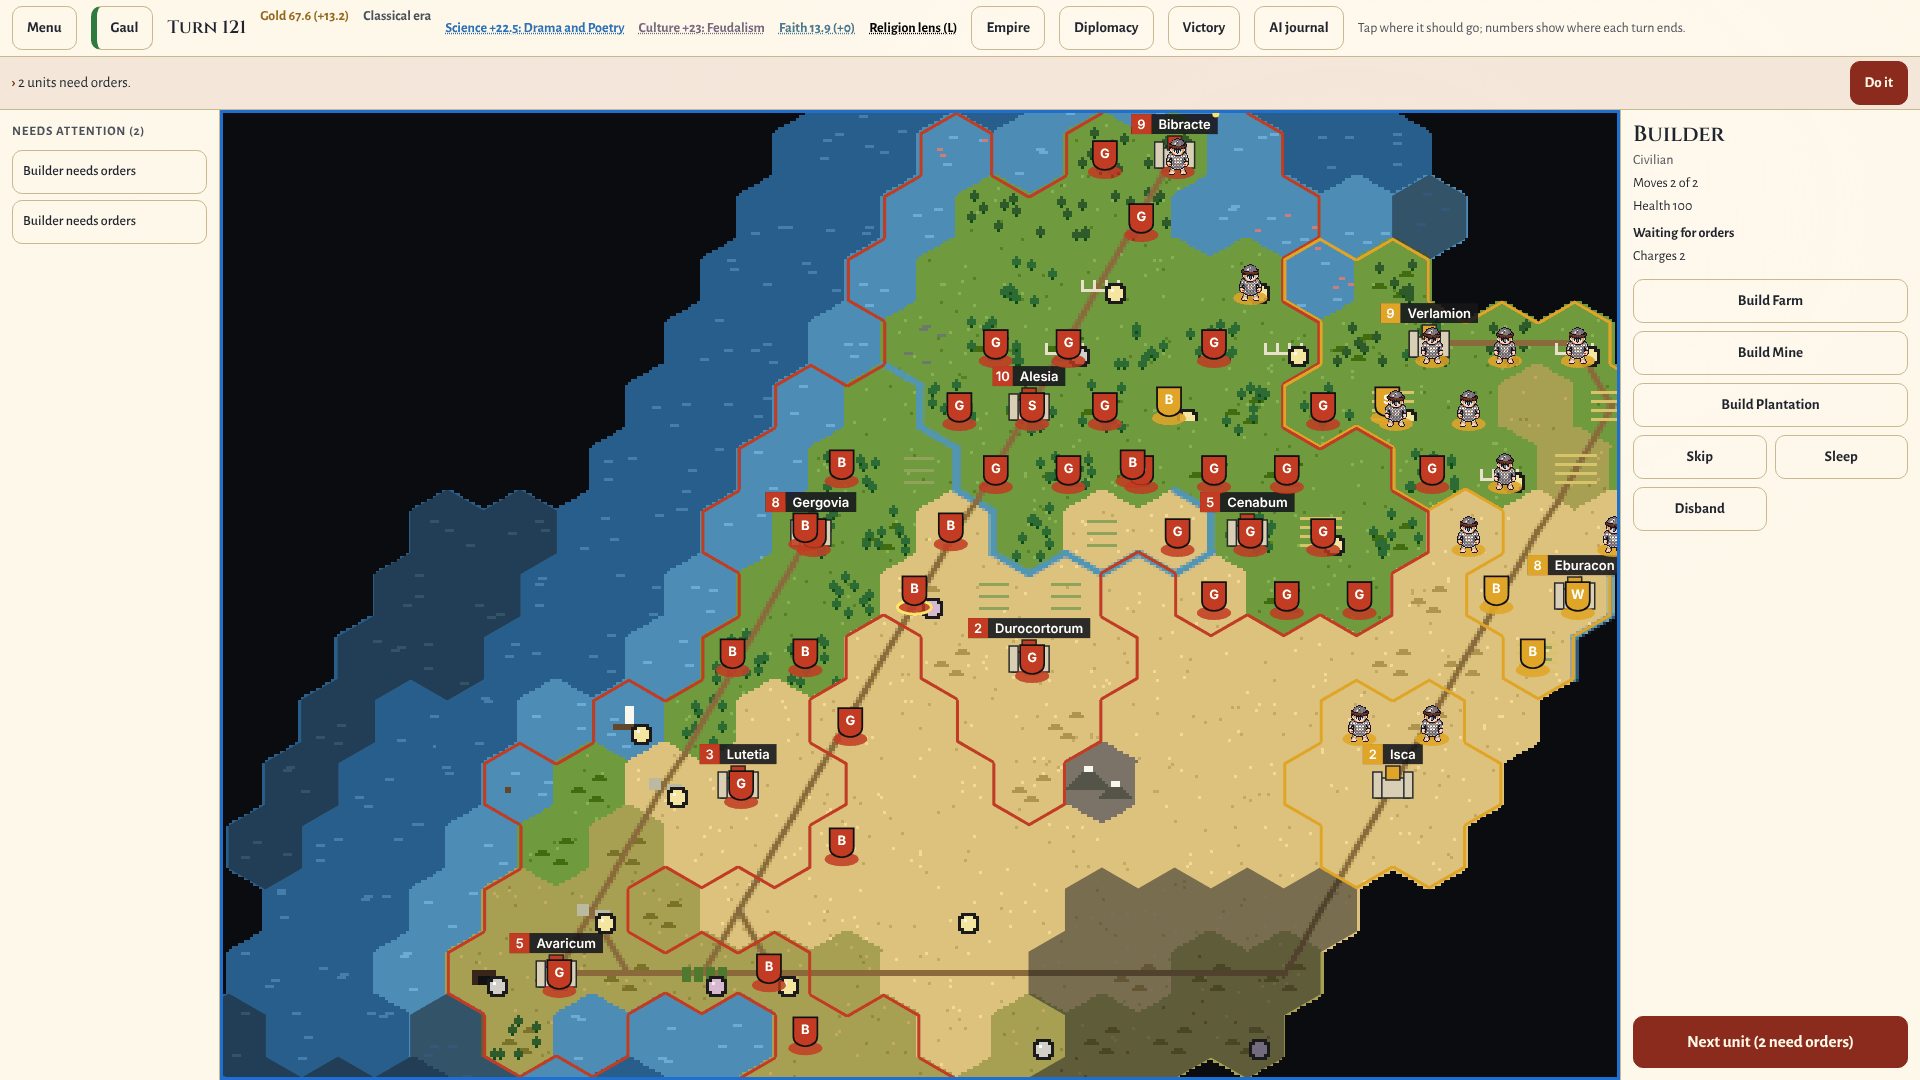 Menu
Gaul
Turn 121
Gold 67.6 (+13.2)
Classical era
Science +22.5: Drama and Poetry
Culture +23: Feudalism
Faith 13.9 (+0)
Religion lens (L)
Empire
Diplomacy
Victory
AI journal
Tap where it should go; numbers show where each turn ends.
› 2 units need orders.
Do it
NEEDS ATTENTION (2)
Builder needs orders
Builder needs orders
9 Bibracte
G
G
9 Verlamion
G G G
10 Alesia
G S G B G S
B G G B G G G
8 Gergovia
5 Cenabum
B B G G G
8 Eburacon
B G G G B W
2 Durocortorum
B B G B
G
3 Lutetia
2 Isca
G
B
5 Avaricum
G B
B
Builder
Civilian
Moves 2 of 2
Health 100
Waiting for orders
Charges 2
Build Farm
Build Mine
Build Plantation
Skip
Sleep
Disband
Next unit (2 need orders)